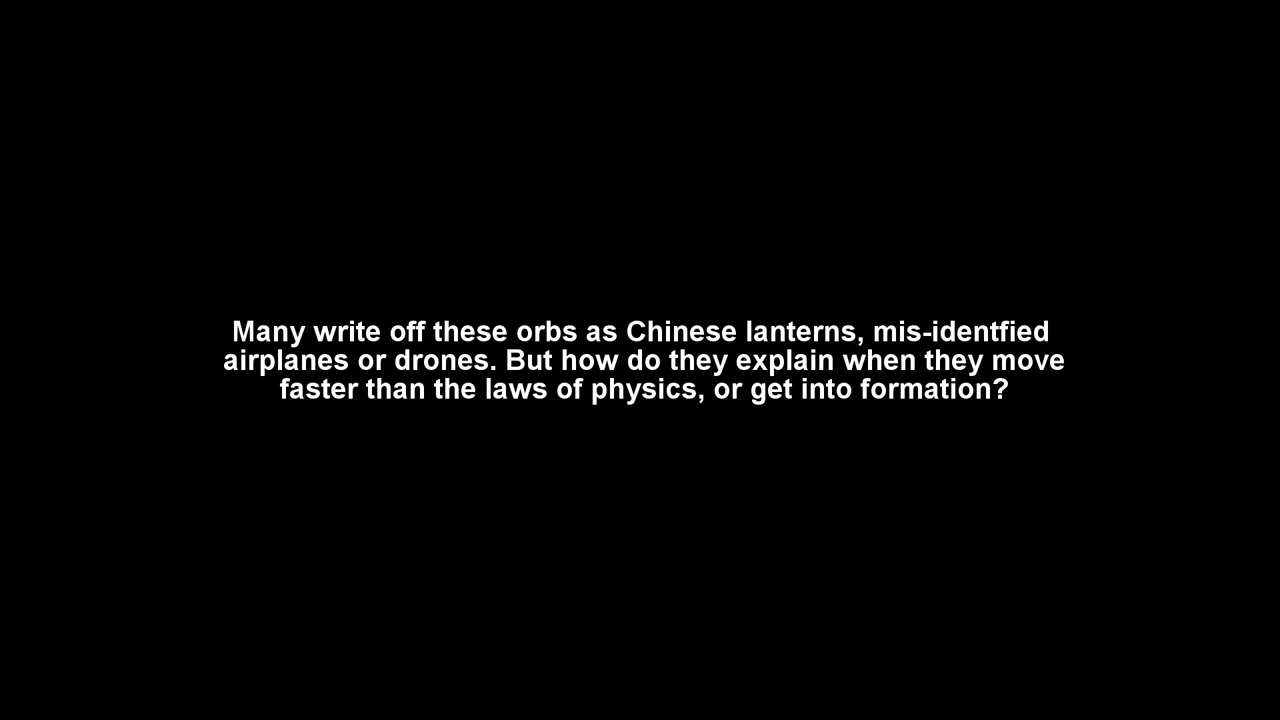 Many write off these orbs as Chinese lanterns, mis-identfied
airplanes or drones. But how do they explain when they move
faster than the laws of physics, or get into formation?